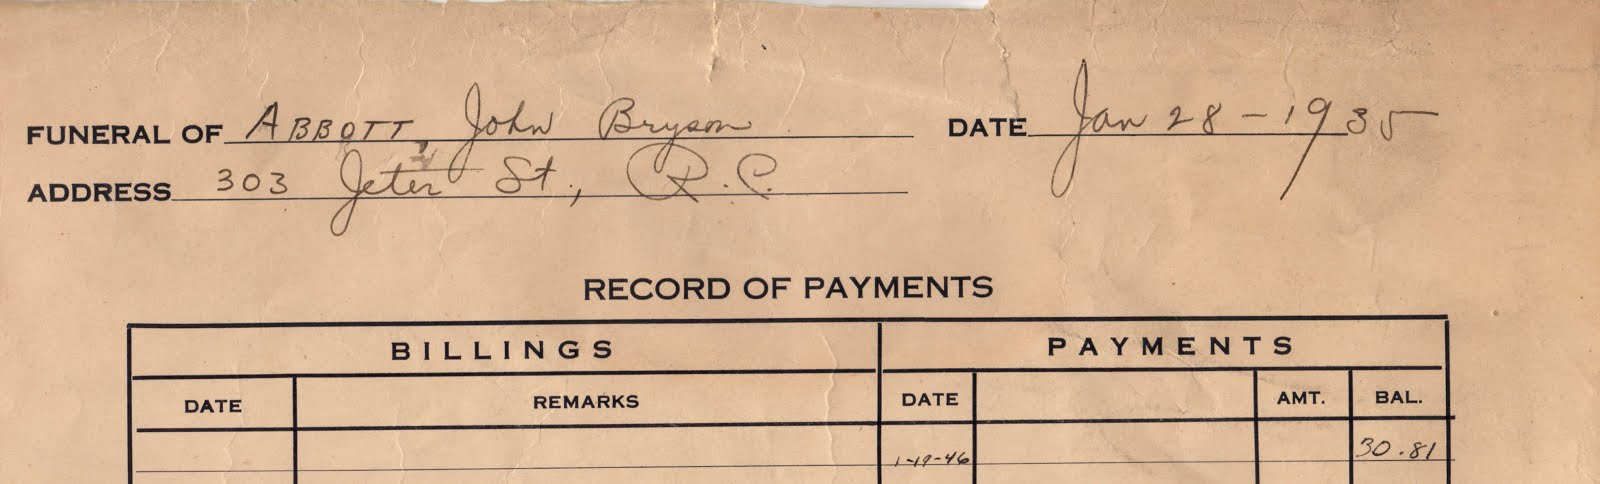 FUNERAL OF ABBOTT John Bryson DATE Jan 28-1935
ADDRESS 303 Jeter St., R.C.
RECORD OF PAYMENTS
BILLINGS PAYMENTS
DATE REMARKS DATE AMT. BAL.
1-19-46 30.81